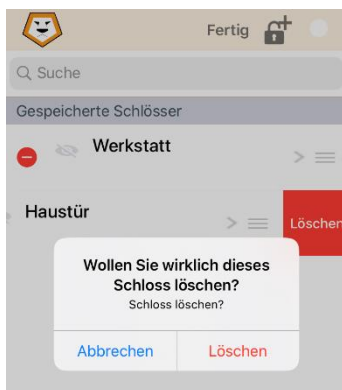 Fertig
Suche
Gespeicherte Schlösser
Werkstatt
Haustür
Löschen
Wollen Sie wirklich dieses
Schloss löschen?
Schloss löschen?
Abbrechen Löschen